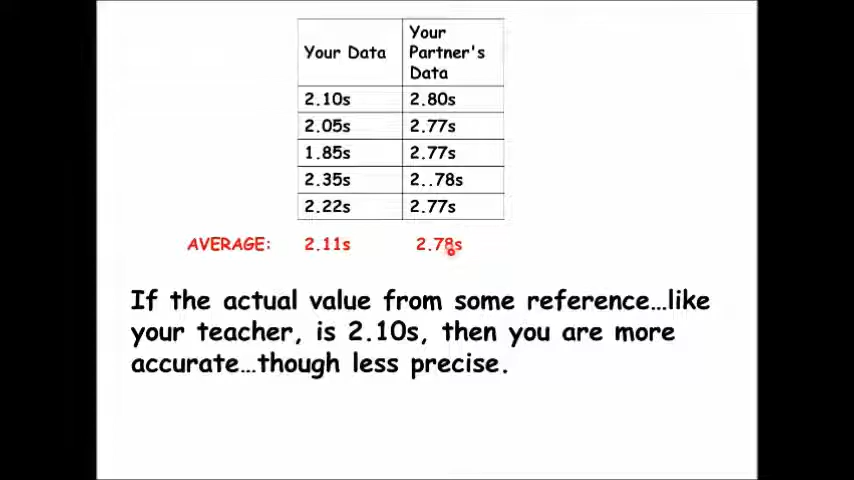 Your Data Your Partner's Data
2.10s 2.80s
2.05s 2.77s
1.85s 2.77s
2.35s 2..78s
2.22s 2.77s
AVERAGE: 2.11s 2.78s
If the actual value from some reference...like
your teacher, is 2.10s, then you are more
accurate...though less precise.